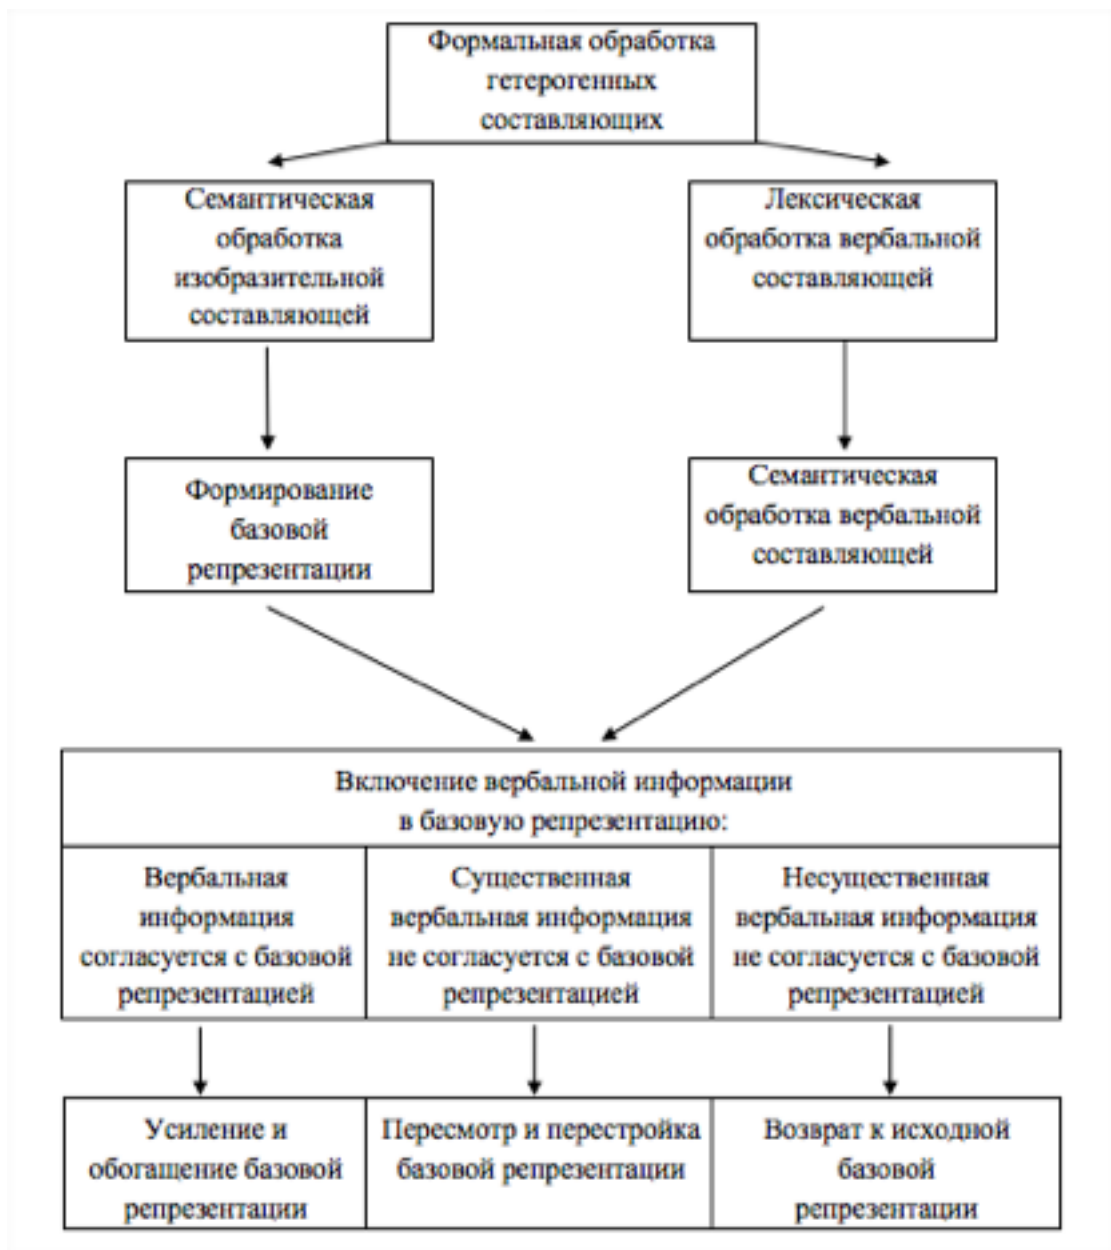 Формальная обработка
гетерогенных
составляющих
Семантическая
обработка
изобразительной
составляющей
Лексическая
обработка вербальной
составляющей
Формирование
базовой
репрезентации
Семантическая
обработка вербальной
составляющей
Включение вербальной информации
в базовую репрезентацию:
Вербальная
информация
согласуется с базовой
репрезентацией
Существенная
вербальная информация
не согласуется с базовой
репрезентацией
Несущественная
вербальная информация
не согласуется с базовой
репрезентацией
Усиление и
обогащение базовой
репрезентации
Пересмотр и перестройка
базовой репрезентации
Возврат к исходной
базовой
репрезентации